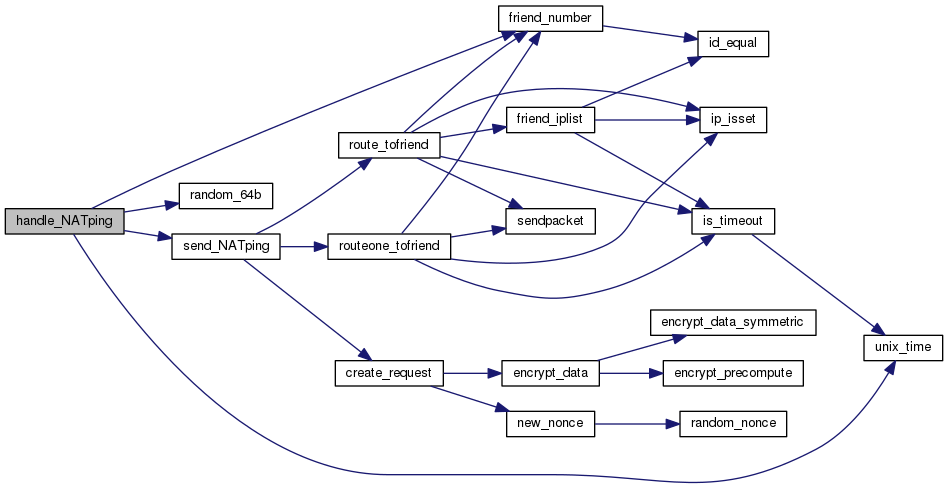 friend_number
id_equal
friend_iplist
ip_isset
route_tofriend
random_64b
handle_NATping
sendpacket
is_timeout
send_NATping
routeone_tofriend
encrypt_data_symmetric
unix_time
create_request
encrypt_data
encrypt_precompute
new_nonce
random_nonce